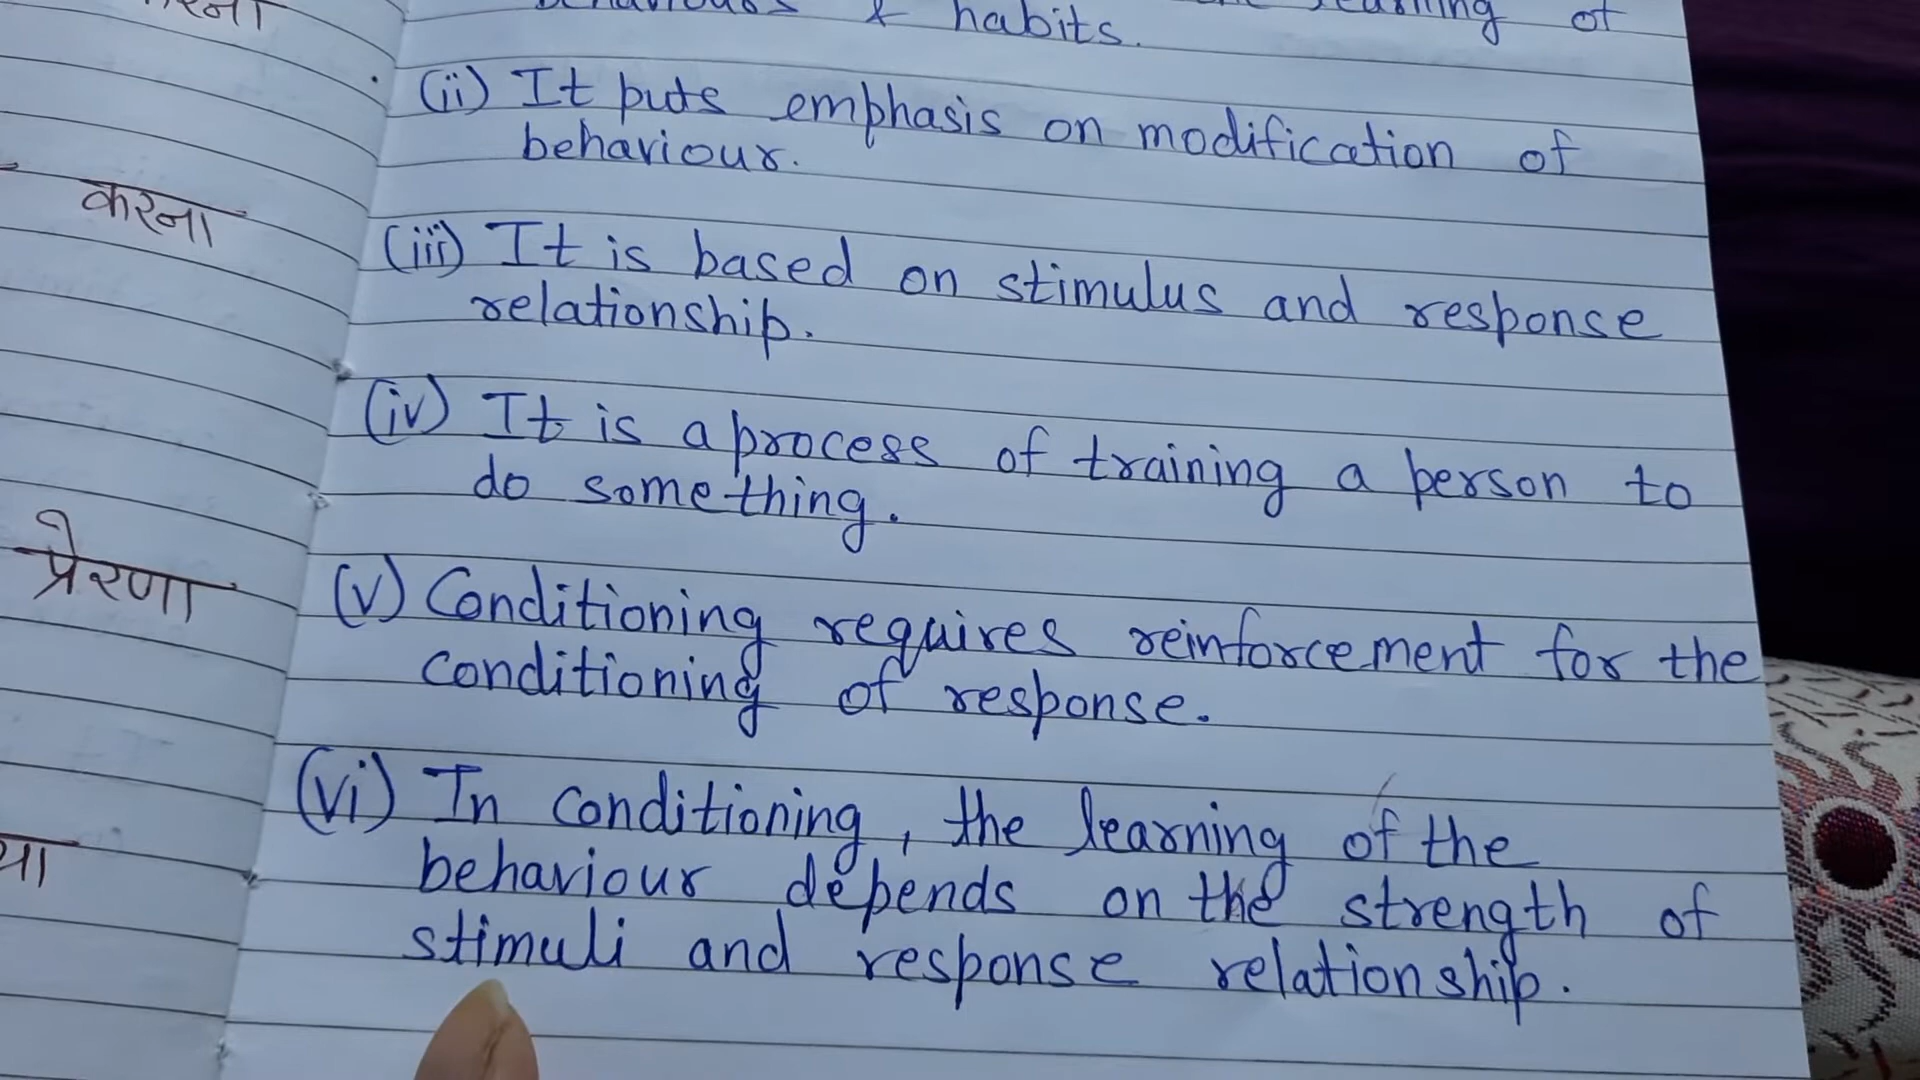 करना
habits.
learning of
(ii) It puts emphasis on modification of
behaviour.
(iii) It is based on stimulus and response
relationship.
(iv) It is a process of training a person to
do something.
(v) Conditioning requires reinforcement for the
conditioning of response.
(vi) In conditioning, the learning of the
behaviour depends on the strength of
stimuli and response relationship.
प्रेरणा